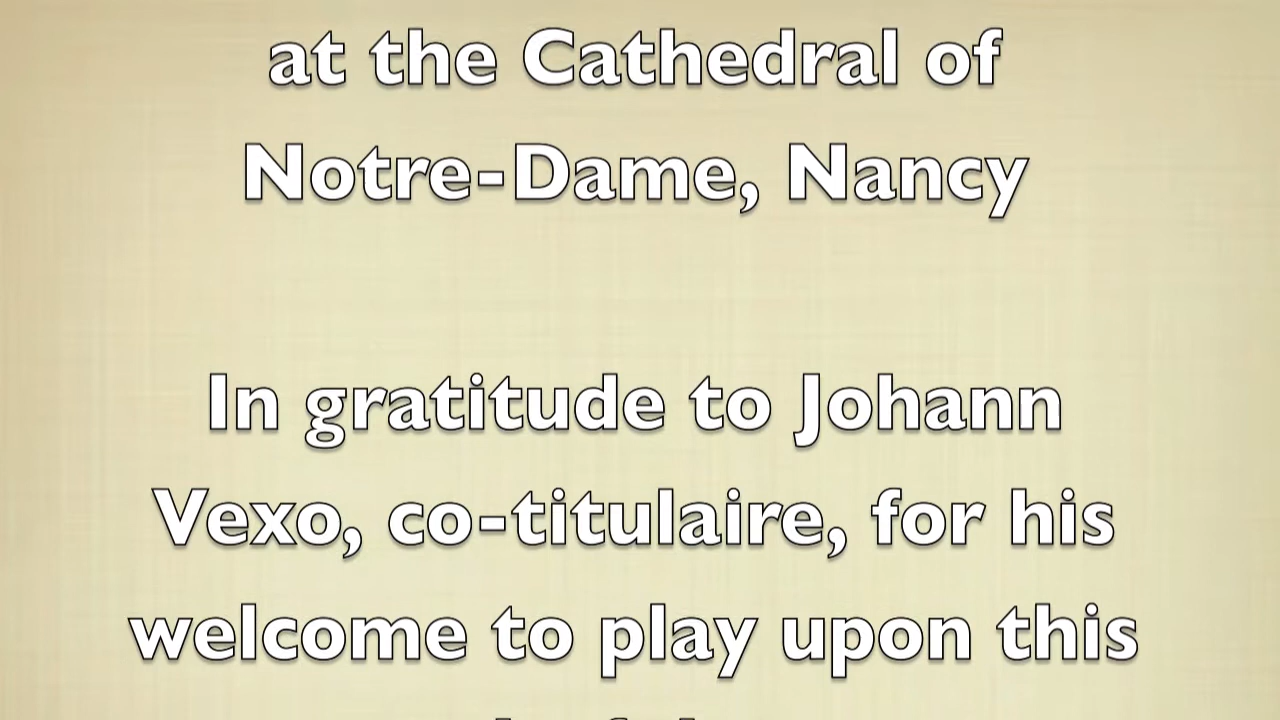 at the Cathedral of
Notre-Dame, Nancy
In gratitude to Johann
Vexo, co-titulaire, for his
welcome to play upon this